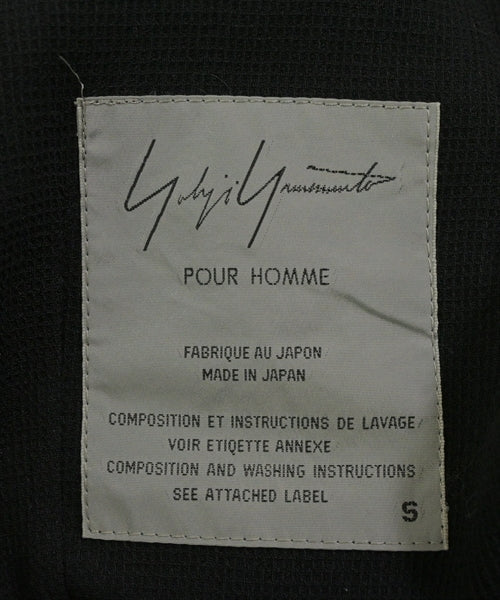 Yohji Yamamoto
POUR HOMME
FABRIQUE AU JAPON
MADE IN JAPAN
COMPOSITION ET INSTRUCTIONS DE LAVAGE
VOIR ETIQETTE ANNEXE
COMPOSITION AND WASHING INSTRUCTIONS
SEE ATTACHED LABEL
S